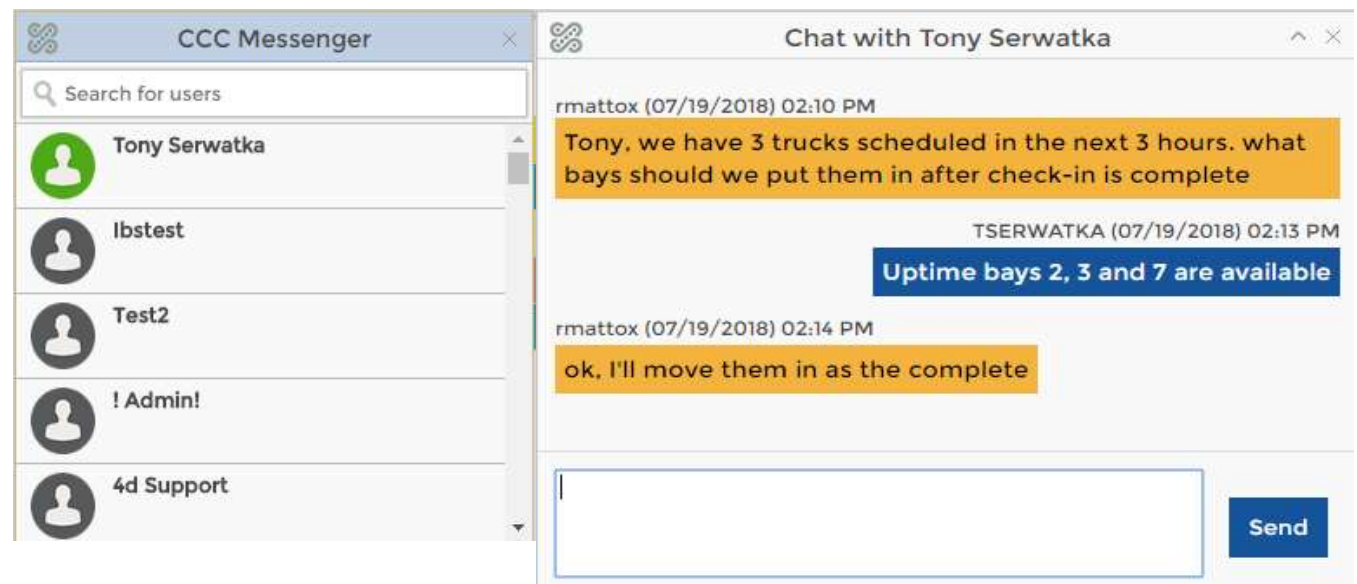 CCC Messenger
Search for users
Tony Serwatka
Ibstest
Test2
! Admin!
4d Support
Chat with Tony Serwatka
rmattox (07/19/2018) 02:10 PM
Tony, we have 3 trucks scheduled in the next 3 hours. what
bays should we put them in after check-in is complete
TSERWATKA (07/19/2018) 02:13 PM
Uptime bays 2, 3 and 7 are available
rmattox (07/19/2018) 02:14 PM
ok, I'll move them in as the complete
Send